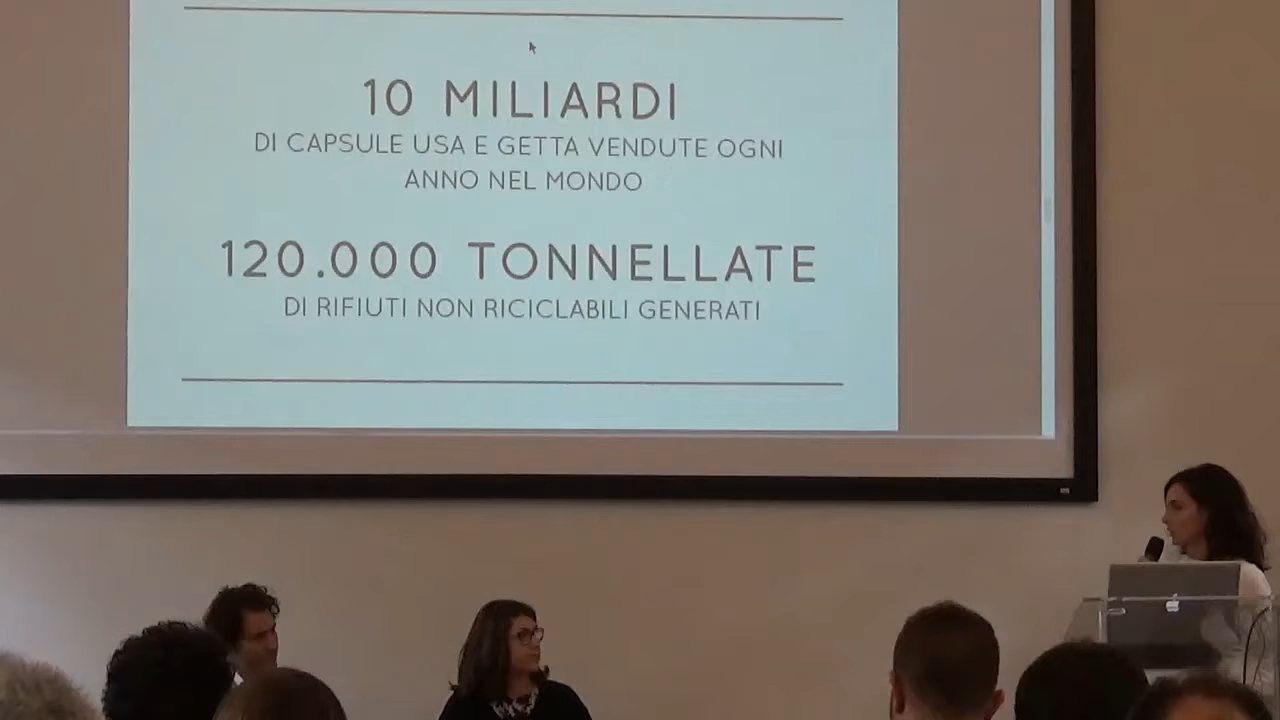 10 MILIARDI
DI CAPSULE USA E GETTA VENDUTE OGNI
ANNO NEL MONDO
120.000 TONNELLATE
DI RIFIUTI NON RICICLABILI GENERATI